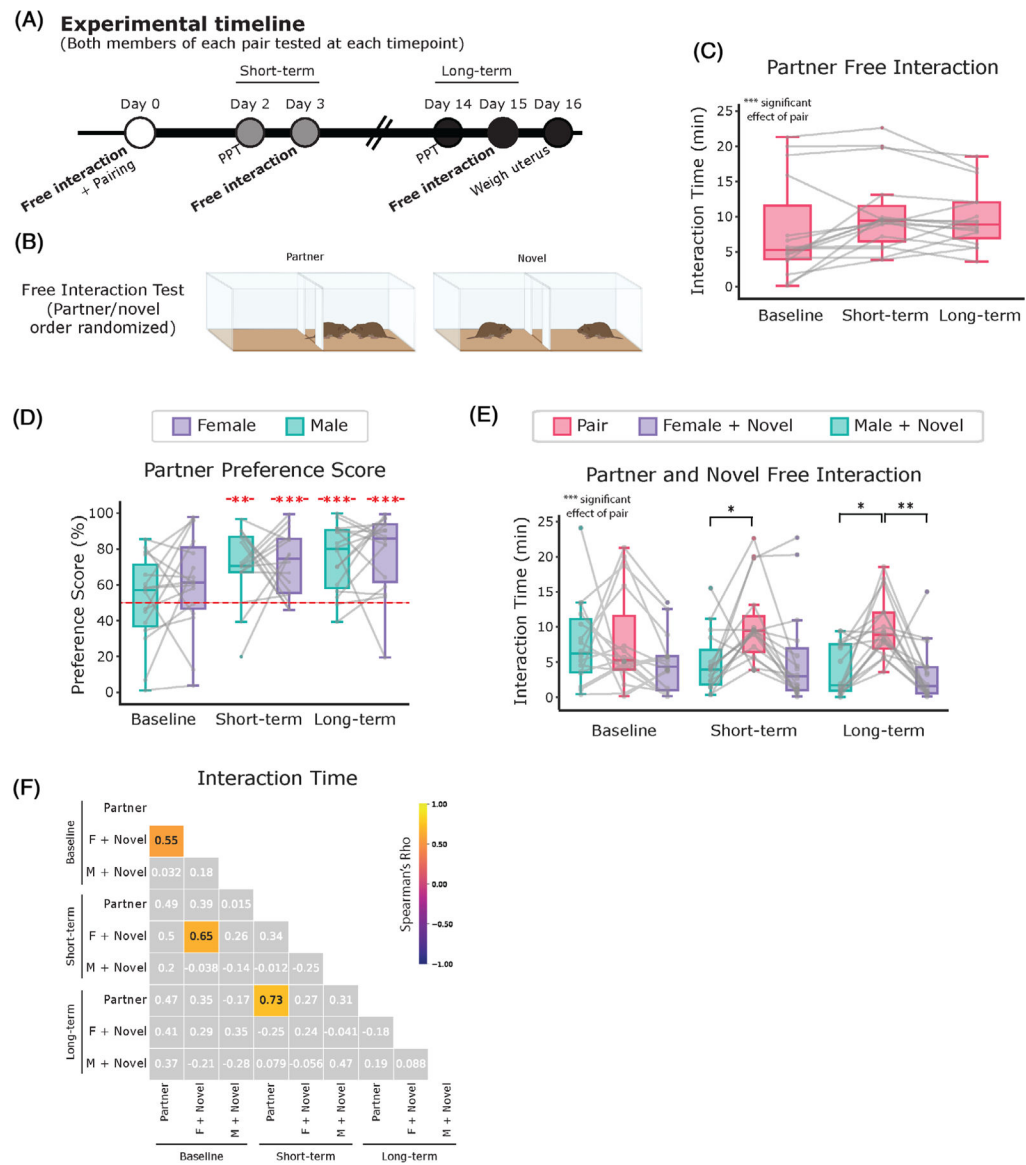 (A) Experimental timeline
(Both members of each pair tested at each timepoint)
Short-term Long-term
Day 0 Day 2 Day 3 Day 14 Day 15 Day 16
Free interaction
+ Pairing
PPT
Free interaction
PPT
Free interaction
Weigh uterus
(B)
Partner Novel
Free Interaction Test
(Partner/novel
order randomized)
(C)
Partner Free Interaction
*** significant
effect of pair
Interaction Time (min)
25
20
15
10
5
0
Baseline Short-term Long-term
(D)
Female Male
Partner Preference Score
** *** *** ***
Preference Score (%)
100
80
60
40
20
0
Baseline Short-term Long-term
(E)
Pair Female + Novel Male + Novel
Partner and Novel Free Interaction
*** significant
effect of pair
* * **
Interaction Time (min)
25
20
15
10
5
0
Baseline Short-term Long-term
(F)
Interaction Time
Baseline
Short-term
Long-term
Partner
F + Novel 0.55
M + Novel 0.032 0.18
Partner 0.49 0.39 0.015
F + Novel 0.5 0.65 0.26 0.34
M + Novel 0.2 -0.038 -0.14 -0.012 -0.25
Partner 0.47 0.35 -0.17 0.73 0.27 0.31
F + Novel 0.41 0.29 0.35 -0.25 0.24 -0.041 -0.18
M + Novel 0.37 -0.21 -0.28 0.079 -0.056 0.47 0.19 0.088
Partner F + Novel M + Novel Partner F + Novel M + Novel Partner F + Novel M + Novel
Baseline Short-term Long-term
Spearman's Rho
1.00
0.50
0.00
-0.50
-1.00